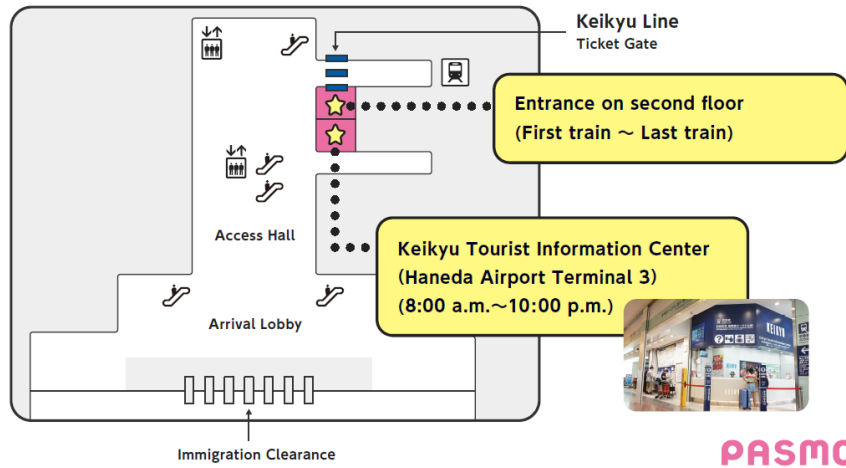 Keikyu Line
Ticket Gate
Entrance on second floor
(First train ～ Last train)
Access Hall
Keikyu Tourist Information Center
(Haneda Airport Terminal 3)
(8:00 a.m.～10:00 p.m.)
KEIKYU
Arrival Lobby
Immigration Clearance
PASMO